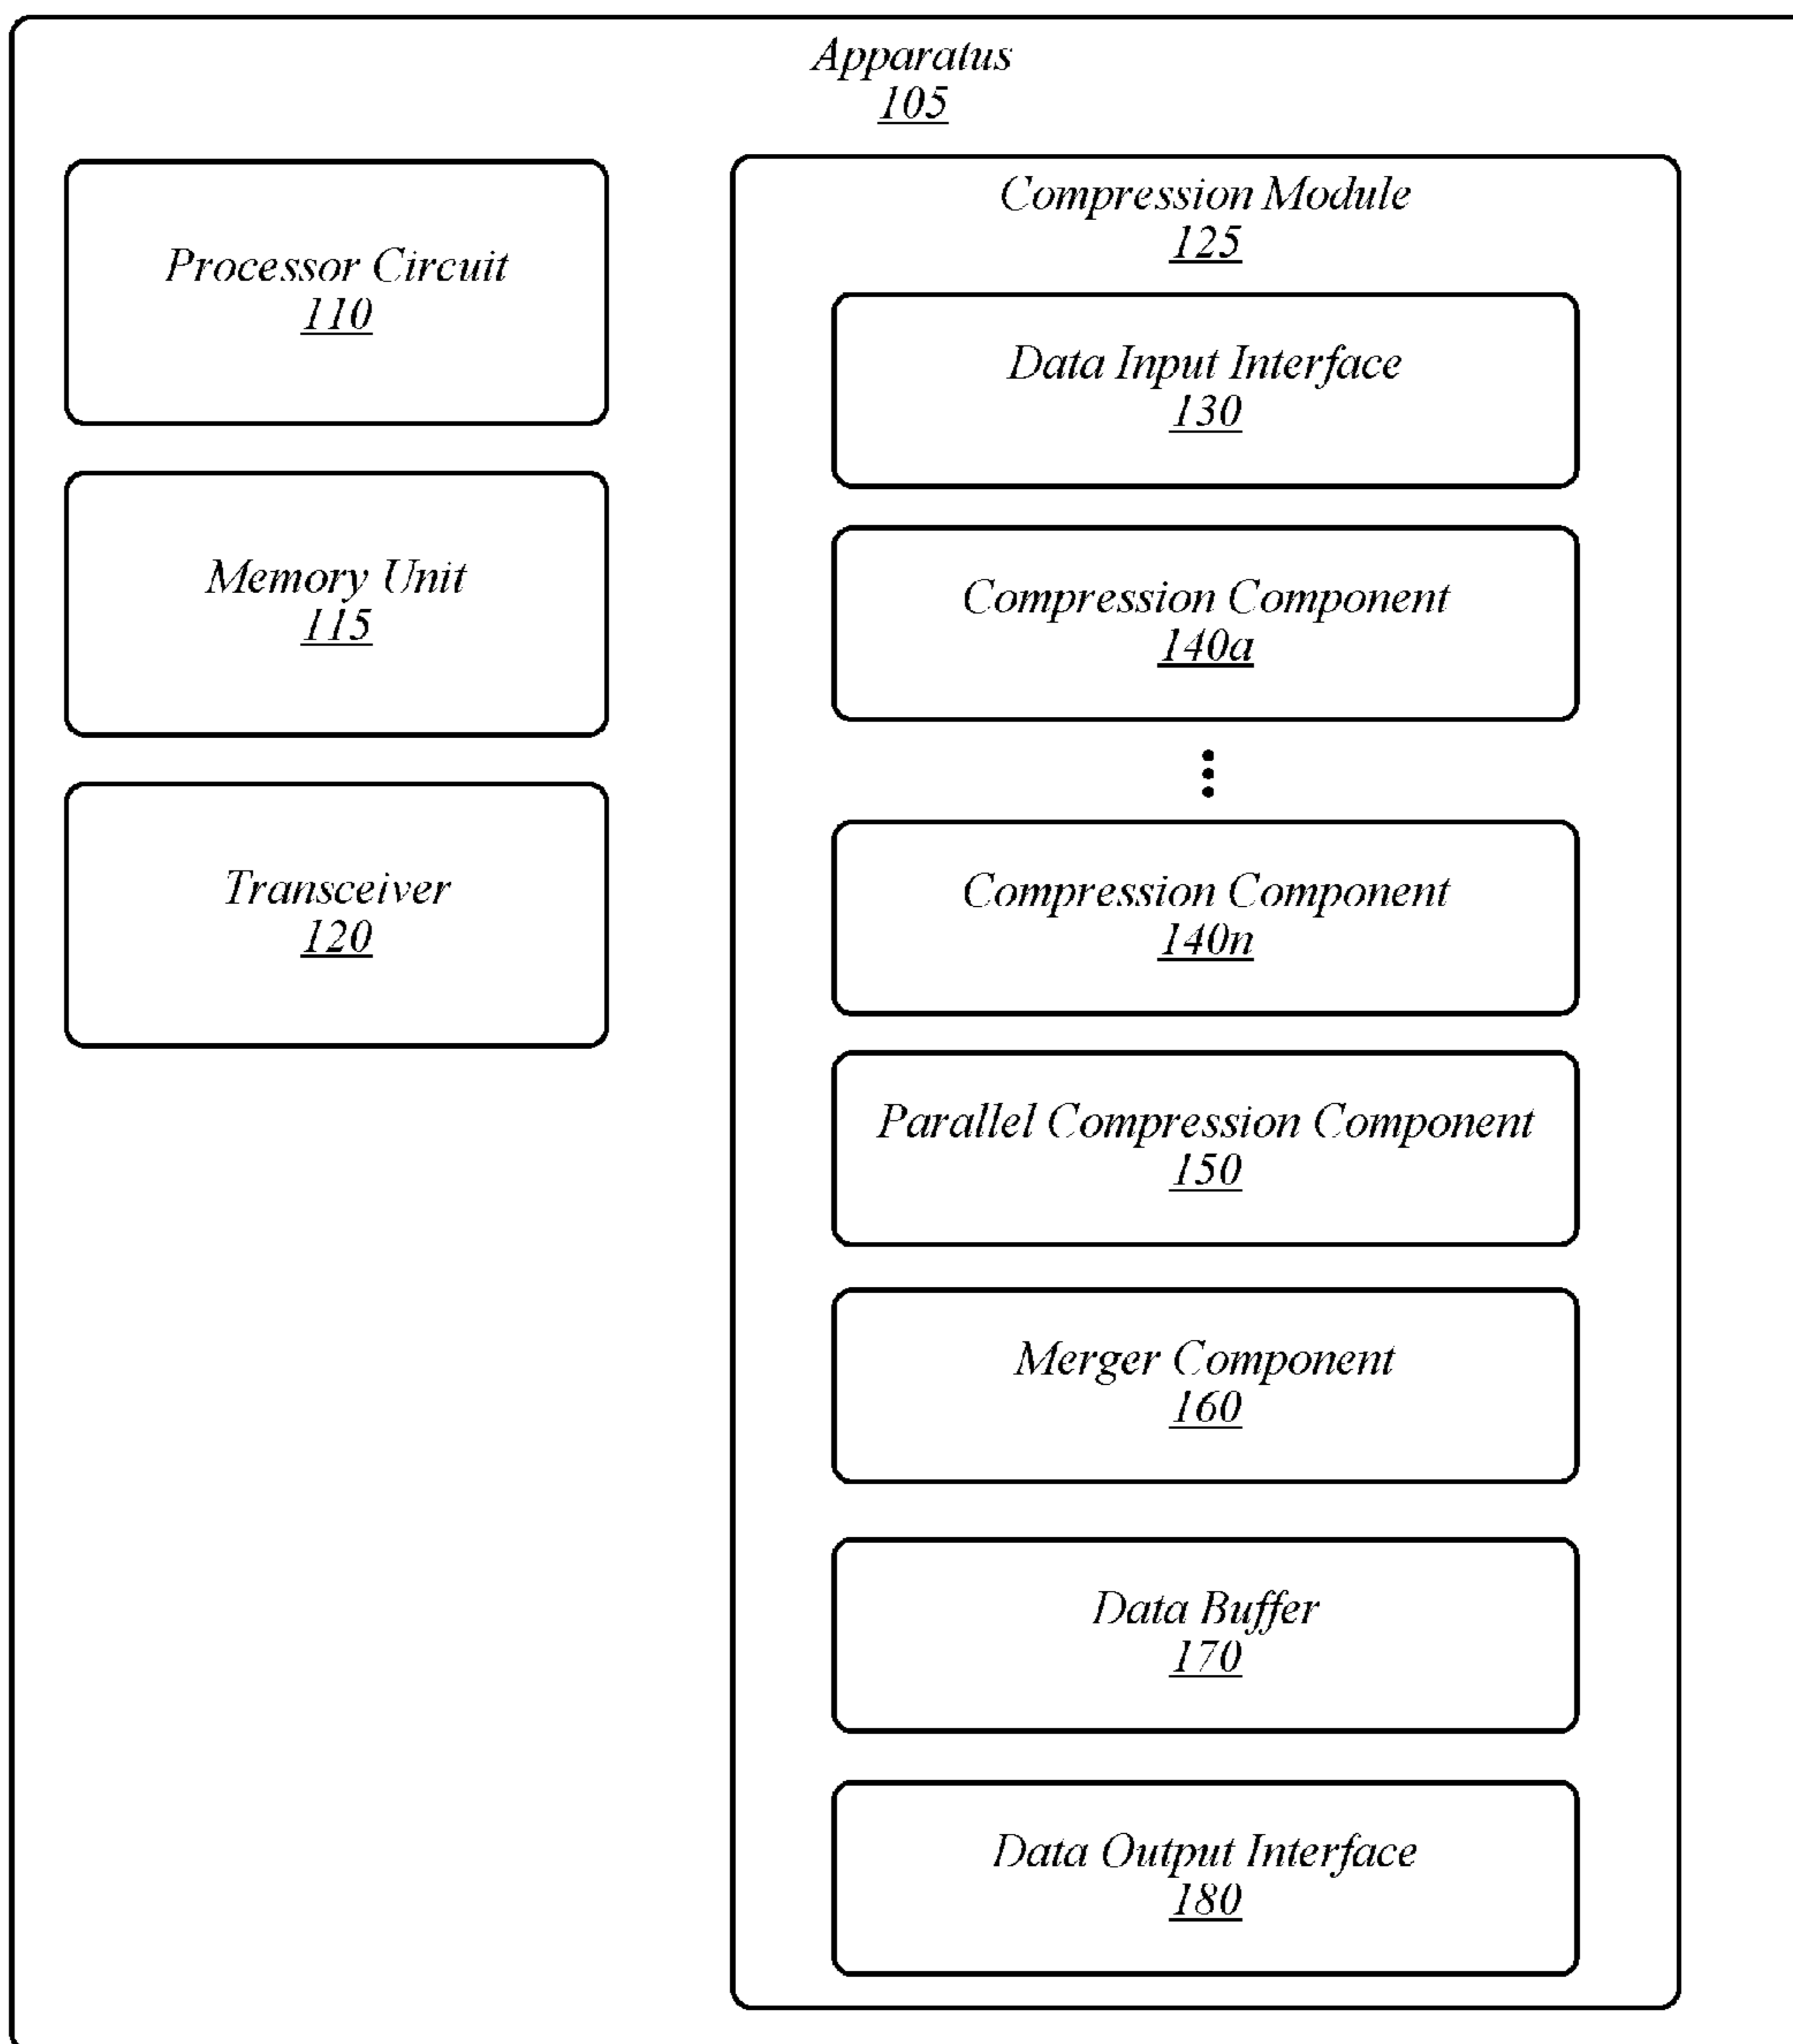 Apparatus
105
Processor Circuit
110
Memory Unit
115
Transceiver
120
Compression Module
125
Data Input Interface
130
Compression Component
140a
Compression Component
140n
Parallel Compression Component
150
Merger Component
160
Data Buffer
170
Data Output Interface
180